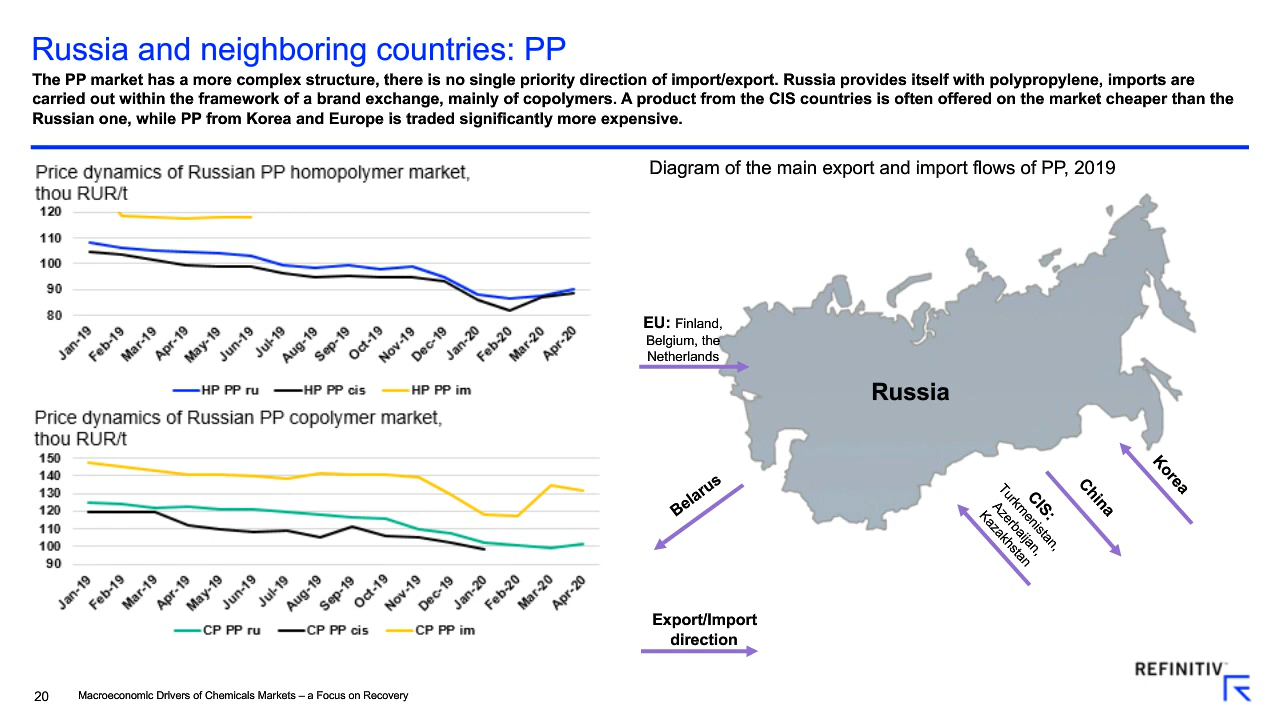 Russia and neighboring countries: PP
The PP market has a more complex structure, there is no single priority direction of import/export. Russia provides itself with polypropylene, imports are
carried out within the framework of a brand exchange, mainly of copolymers. A product from the CIS countries is often offered on the market cheaper than the
Russian one, while PP from Korea and Europe is traded significantly more expensive.
Price dynamics of Russian PP homopolymer market,
thou RUR/t
120
110
100
90
80
Jan-19 Feb-19 Mar-19 Apr-19 May-19 Jun-19 Jul-19 Aug-19 Sep-19 Oct-19 Nov-19 Dec-19 Jan-20 Feb-20 Mar-20 Apr-20
HP PP ru HP PP cis HP PP im
Price dynamics of Russian PP copolymer market,
thou RUR/t
150
140
130
120
110
100
90
Jan-19 Feb-19 Mar-19 Apr-19 May-19 Jun-19 Jul-19 Aug-19 Sep-19 Oct-19 Nov-19 Dec-19 Jan-20 Feb-20 Mar-20 Apr-20
CP PP ru CP PP cis CP PP im
Diagram of the main export and import flows of PP, 2019
EU: Finland,
Belgium, the
Netherlands
Russia
Belarus
CIS:
Turkmenistan,
Azerbaijan,
Kazakhstan
China
Korea
Export/Import
direction
REFINITIV
20
Macroeconomic Drivers of Chemicals Markets – a Focus on Recovery